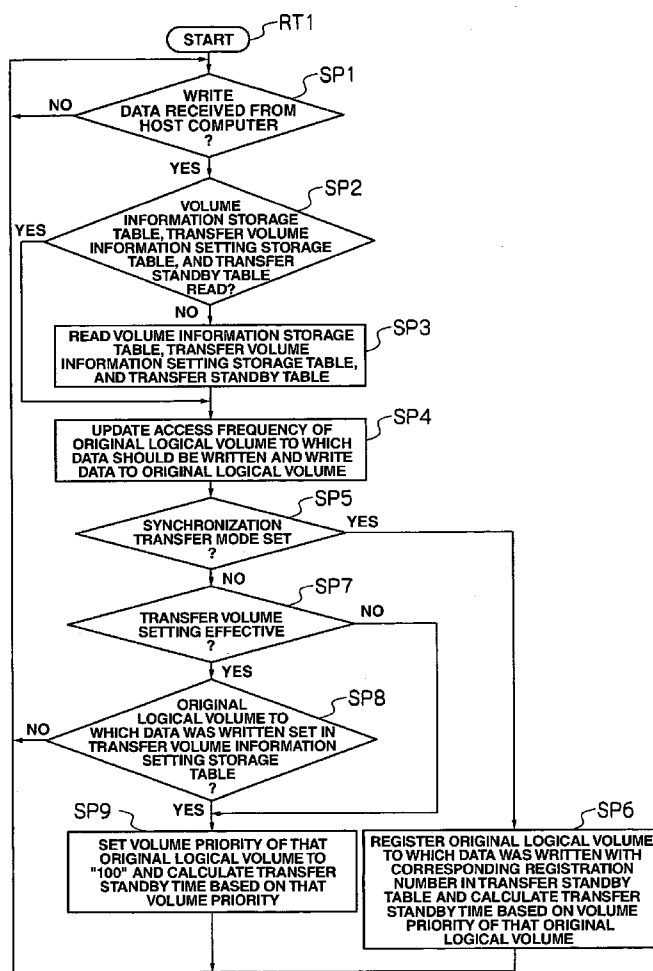 START
RT1
SP1
WRITE
DATA RECEIVED FROM
HOST COMPUTER
?
NO
YES
SP2
VOLUME
INFORMATION STORAGE
TABLE, TRANSFER VOLUME
INFORMATION SETTING STORAGE
TABLE, AND TRANSFER
STANDBY TABLE
READ?
YES
NO
SP3
READ VOLUME INFORMATION STORAGE
TABLE, TRANSFER VOLUME
INFORMATION SETTING STORAGE TABLE,
AND TRANSFER STANDBY TABLE
SP4
UPDATE ACCESS FREQUENCY OF
ORIGINAL LOGICAL VOLUME TO WHICH
DATA SHOULD BE WRITTEN AND WRITE
DATA TO ORIGINAL LOGICAL VOLUME
SP5
SYNCHRONIZATION
TRANSFER MODE SET
?
YES
NO
SP7
TRANSFER VOLUME
SETTING EFFECTIVE
?
NO
YES
SP8
ORIGINAL
LOGICAL VOLUME TO
WHICH DATA WAS WRITTEN SET IN
TRANSFER VOLUME INFORMATION
SETTING STORAGE
TABLE
?
NO
YES
SP9
SET VOLUME PRIORITY OF THAT
ORIGINAL LOGICAL VOLUME TO
"100" AND CALCULATE TRANSFER
STANDBY TIME BASED ON THAT
VOLUME PRIORITY
SP6
REGISTER ORIGINAL LOGICAL VOLUME
TO WHICH DATA WAS WRITTEN WITH
CORRESPONDING REGISTRATION
NUMBER IN TRANSFER STANDBY
TABLE AND CALCULATE TRANSFER
STANDBY TIME BASED ON VOLUME
PRIORITY OF THAT ORIGINAL
LOGICAL VOLUME